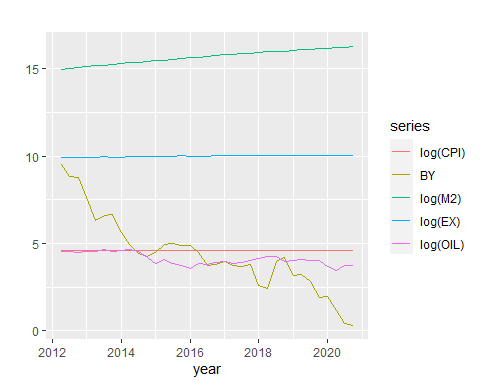 15
10
5
0
2012 2014 2016 2018 2020
year
series
log(CPI)
BY
log(M2)
log(EX)
log(OIL)